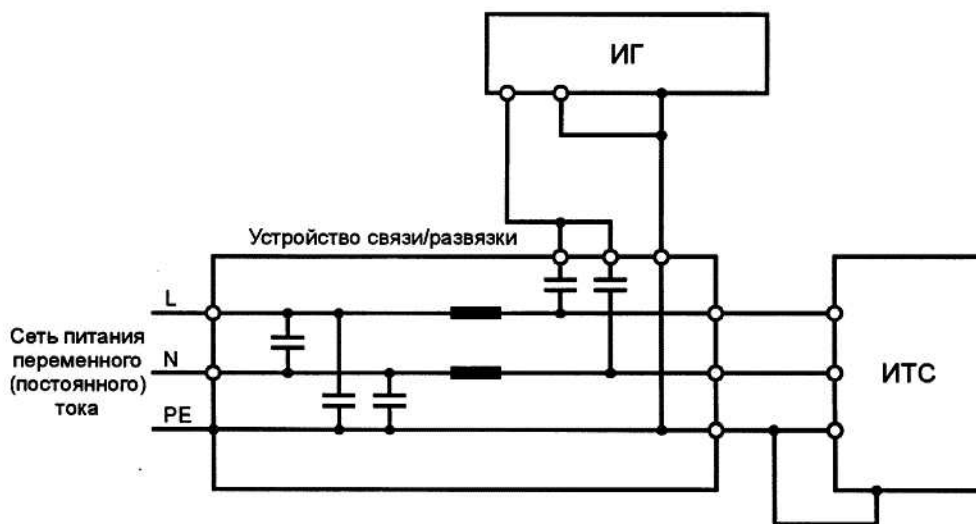 ИГ
Устройство связи/развязки
L
Сеть питания
переменного
(постоянного)
тока
N
PE
ИТС